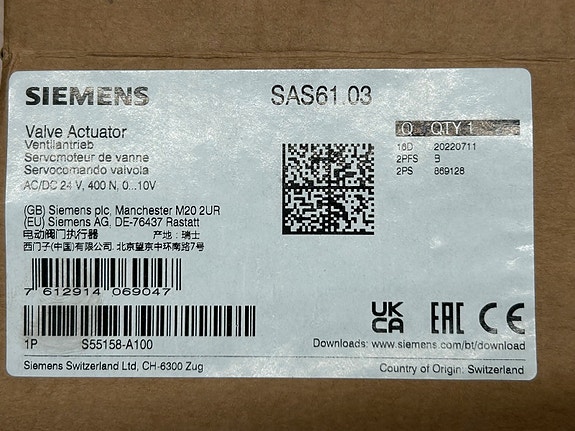 SIEMENS
SAS61.03
Valve Actuator
Ventilantrieb
Servomoteur de vanne
Servocomando valvola
AC/DC 24 V, 400 N, 0...10V
Q QTY 1
16D 20220711
2PFS B
2PS 869128
(GB) Siemens plc, Manchester M20 2UR
(EU) Siemens AG, DE-76437 Rastatt
电动阀门执行器 产地: 瑞士
西门子(中国)有限公司. 北京望京中环南路7号
7 612914 069047
1P S55158-A100
UK CA EAC CE
Downloads: www.siemens.com/bt/download
Siemens Switzerland Ltd, CH-6300 Zug
Country of Origin: Switzerland